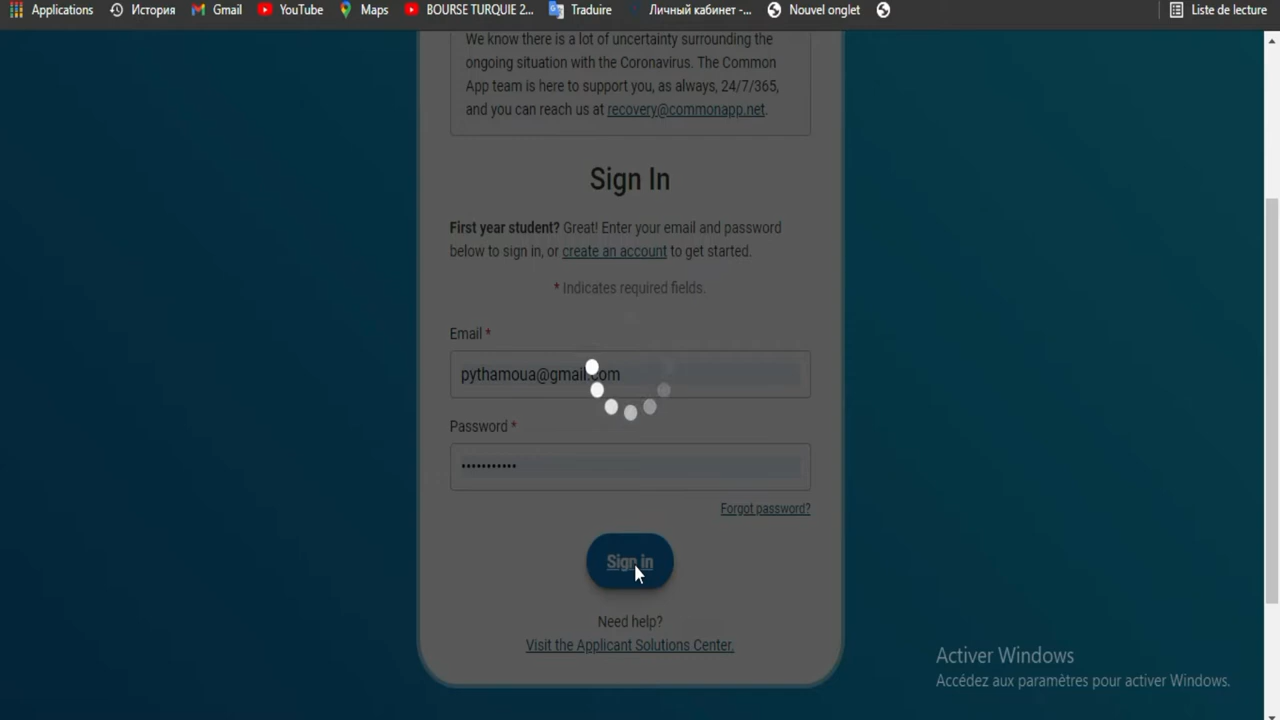 Applications История Gmail YouTube Maps BOURSE TURQUIE 2... Traduire Личный кабинет -... Nouvel onglet Liste de lecture
We know there is a lot of uncertainty surrounding the
ongoing situation with the Coronavirus. The Common
App team is here to support you, as always, 24/7/365,
and you can reach us at recovery@commonapp.net.
Sign In
First year student? Great! Enter your email and password
below to sign in, or create an account to get started.
* Indicates required fields.
Email *
pythamoua@gmail.com
Password *
•••••••••••
Forgot password?
Sign in
Need help?
Visit the Applicant Solutions Center.
Activer Windows
Accédez aux paramètres pour activer Windows.